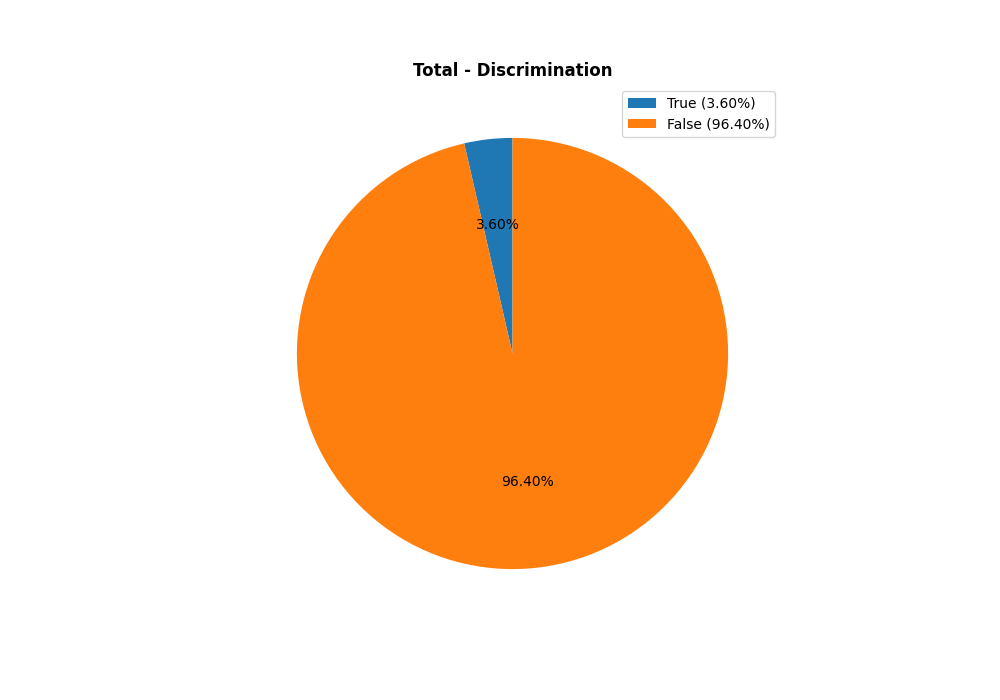 Total - Discrimination
True (3.60%)
False (96.40%)
3.60%
96.40%